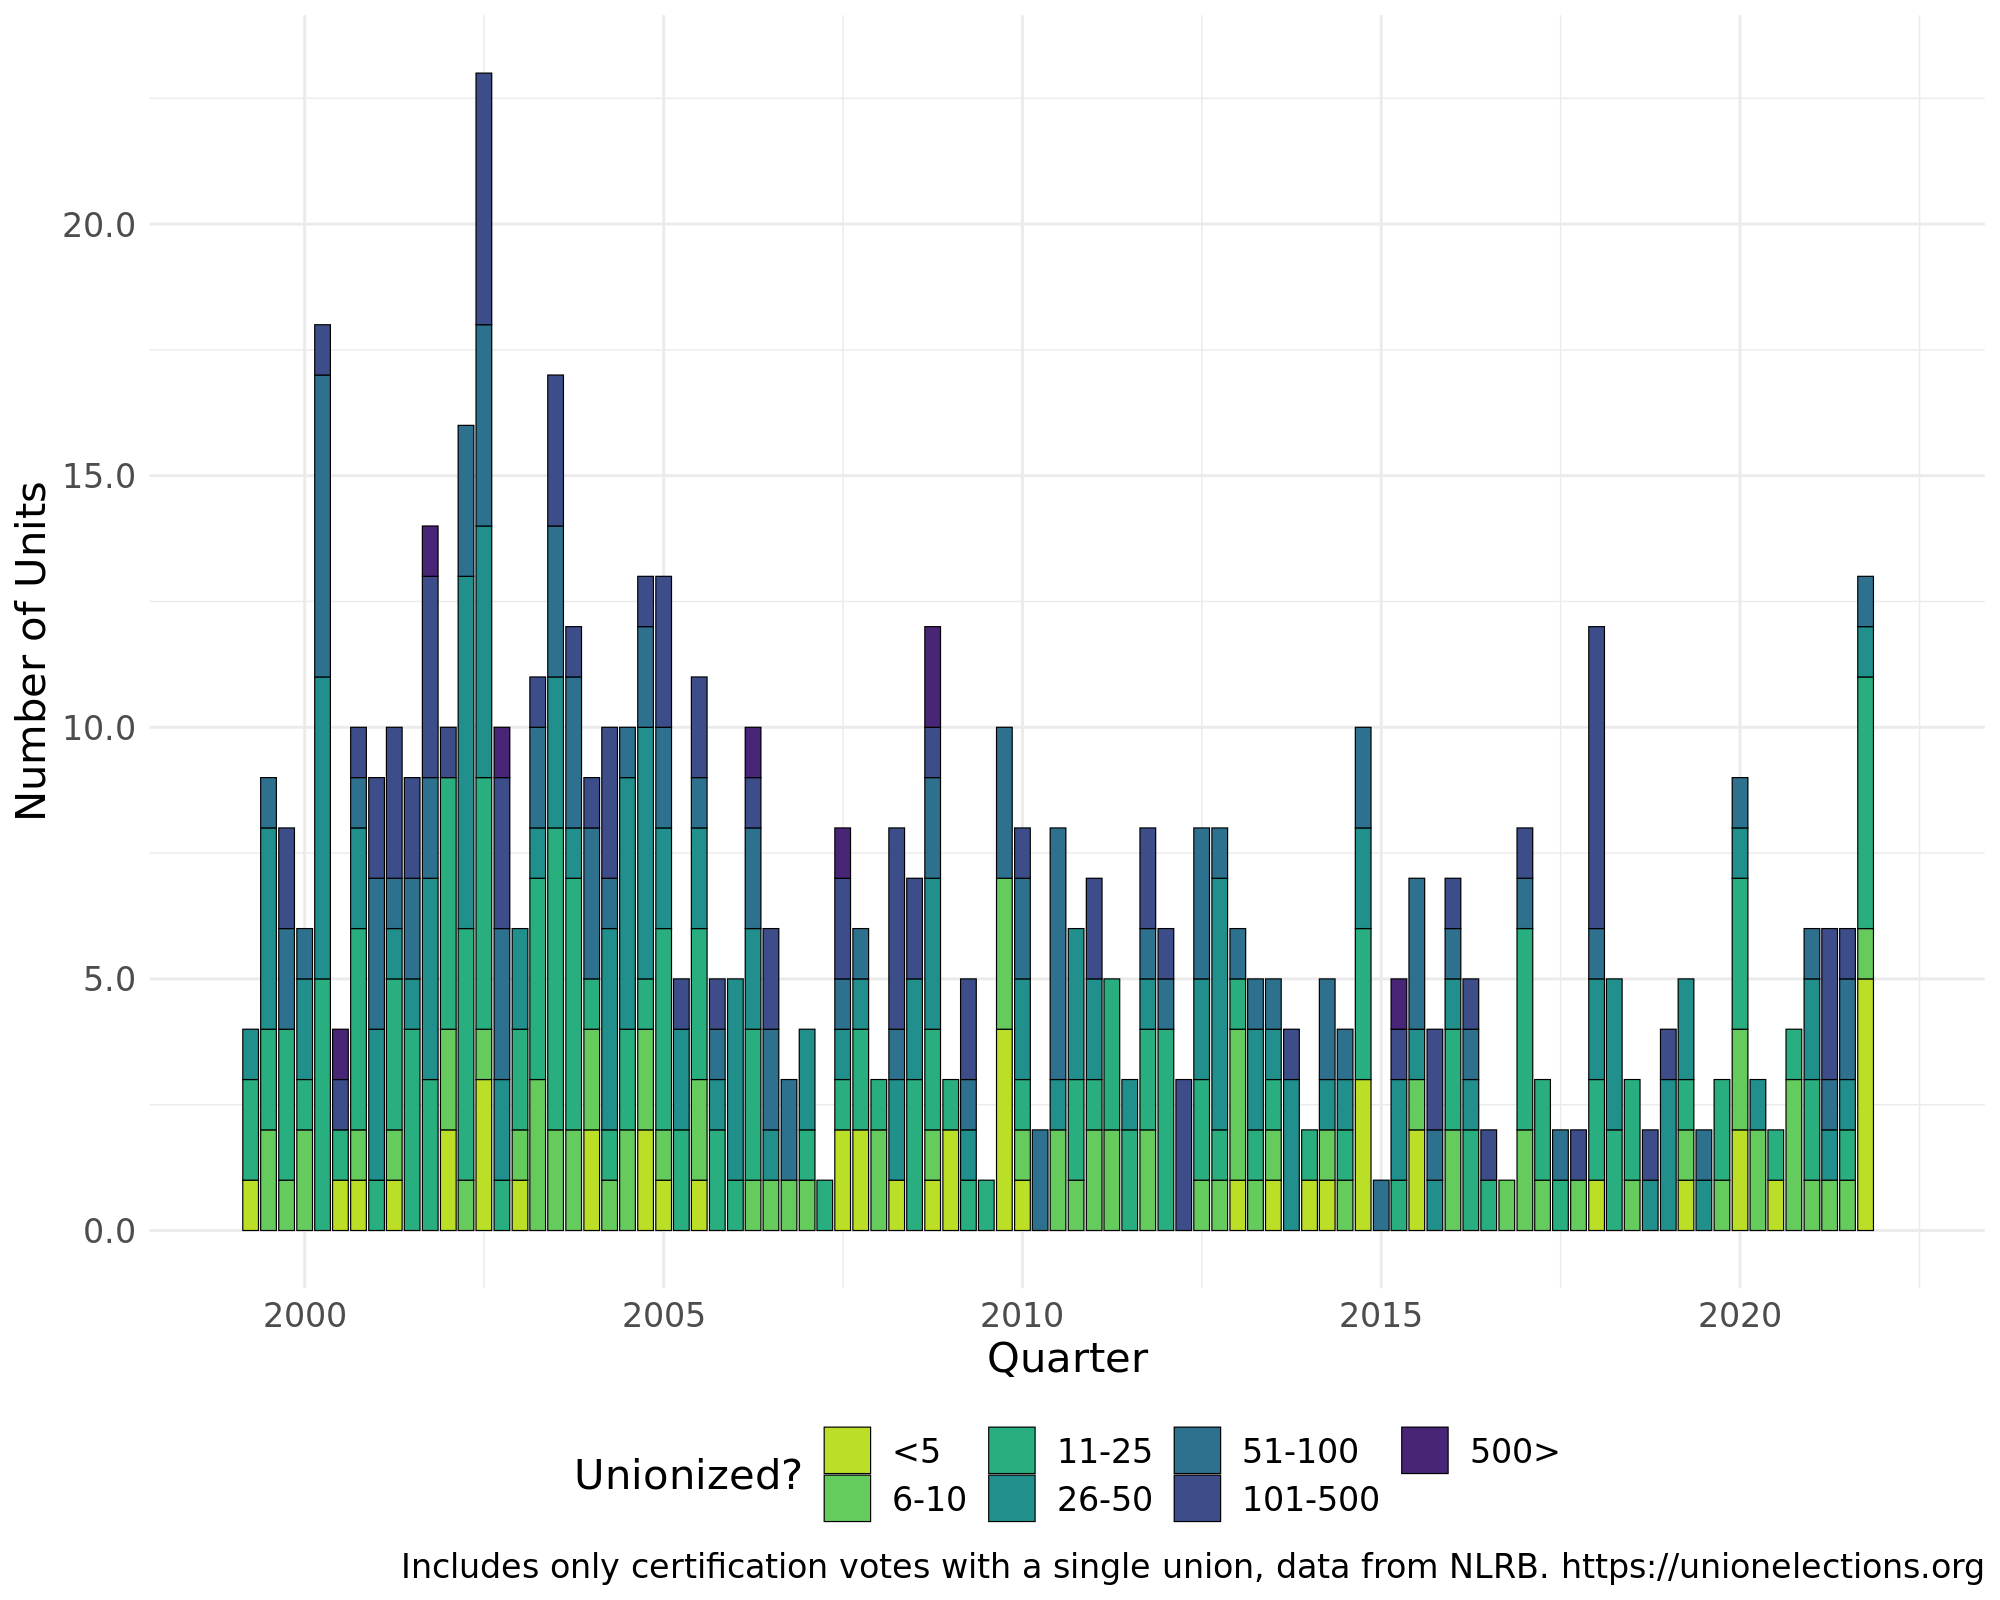 20.0
15.0
10.0
5.0
0.0
Number of Units
2000 2005 2010 2015 2020
Quarter
Unionized?
<5 11-25 51-100 500>
6-10 26-50 101-500
Includes only certification votes with a single union, data from NLRB. https://unionelections.org